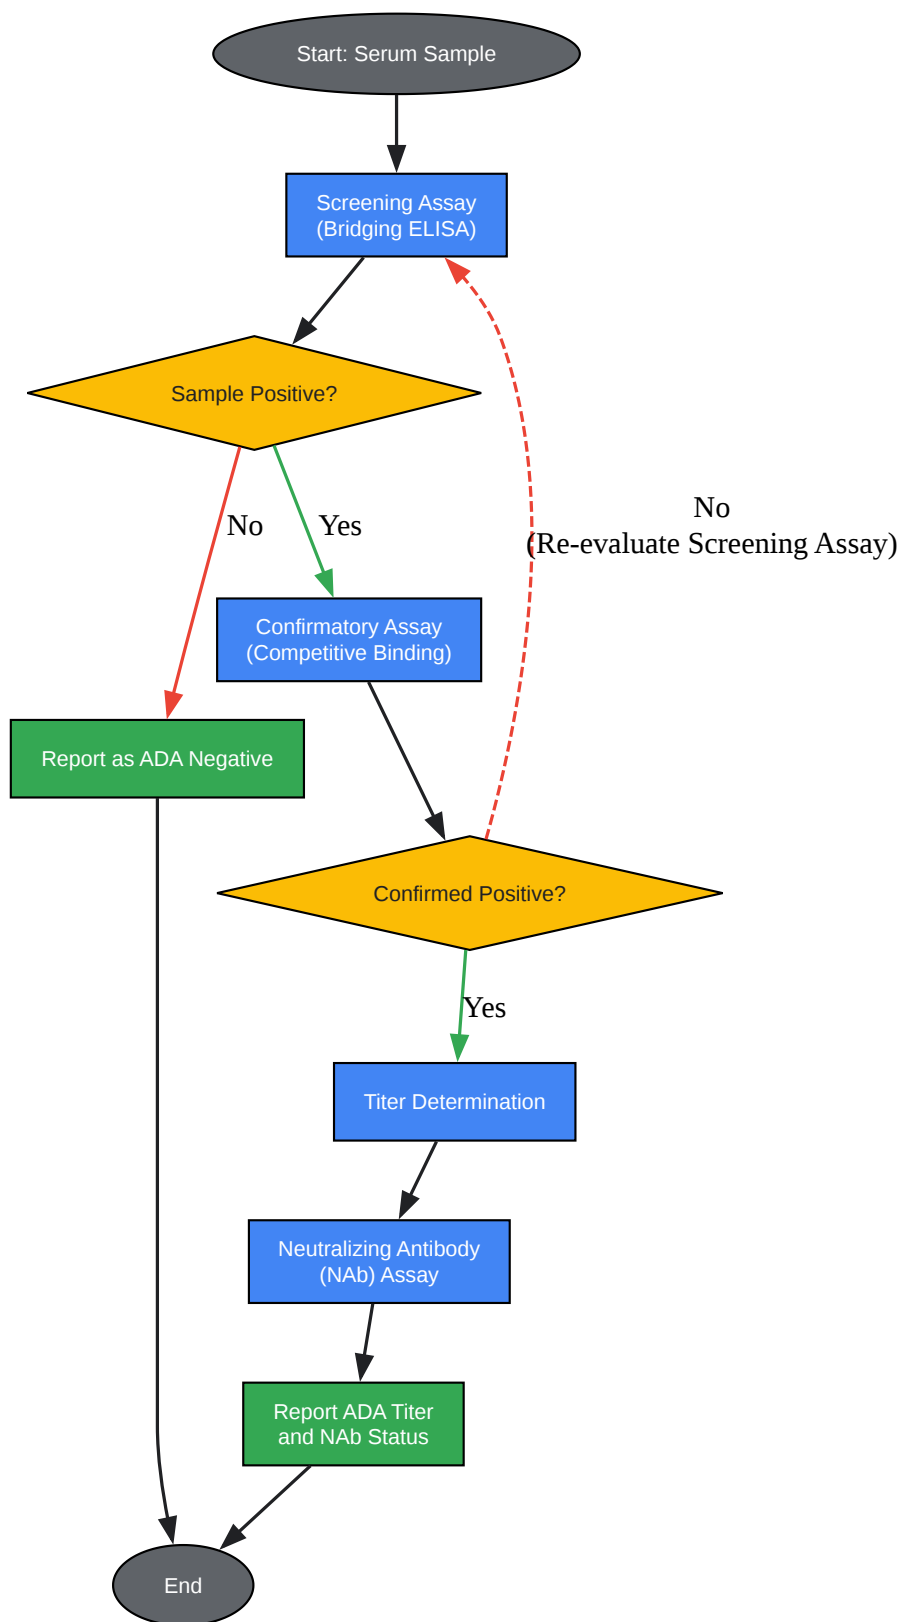 Start: Serum Sample
Screening Assay
(Bridging ELISA)
Sample Positive?
No
Yes
No
(Re-evaluate Screening Assay)
Confirmatory Assay
(Competitive Binding)
Report as ADA Negative
Confirmed Positive?
Yes
Titer Determination
Neutralizing Antibody
(NAb) Assay
Report ADA Titer
and NAb Status
End